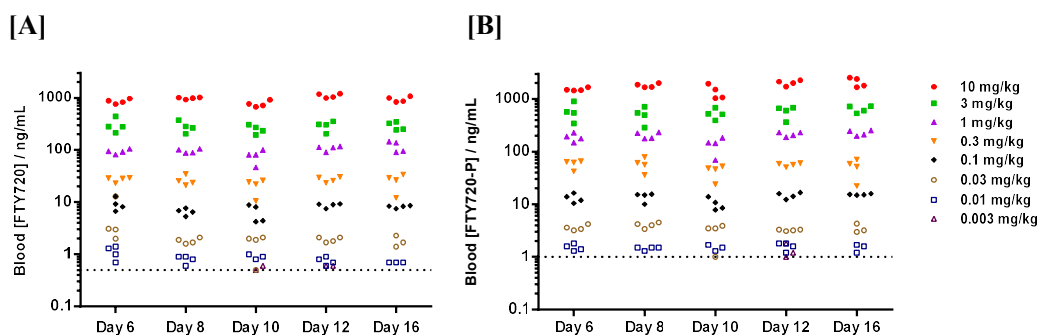 [A]
Blood [FTY720] / ng/mL
1000
100
10
1
0.1
Day 6 Day 8 Day 10 Day 12 Day 16
[B]
Blood [FTY720-P] / ng/mL
1000
100
10
1
0.1
Day 6 Day 8 Day 10 Day 12 Day 16
10 mg/kg
3 mg/kg
1 mg/kg
0.3 mg/kg
0.1 mg/kg
0.03 mg/kg
0.01 mg/kg
0.003 mg/kg